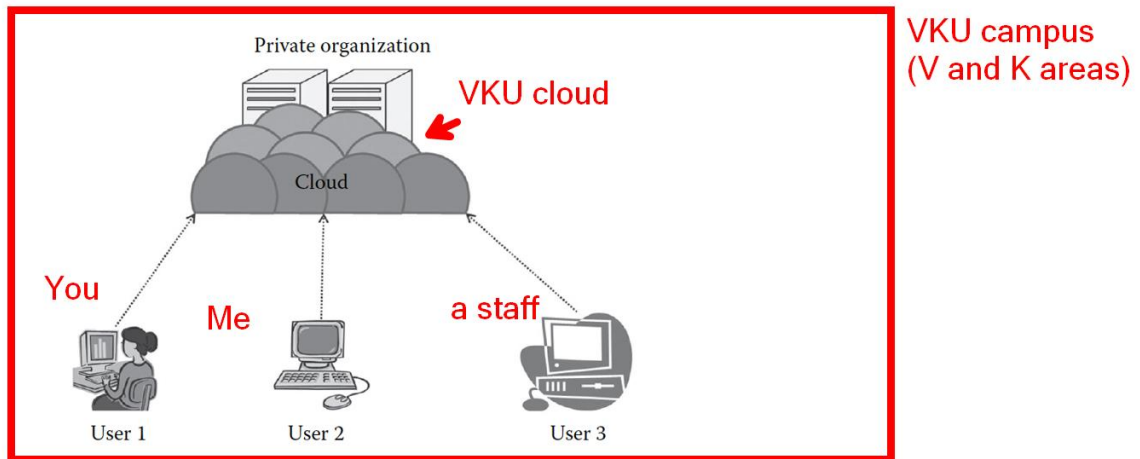 VKU campus
(V and K areas)
Private organization
VKU cloud
Cloud
You
Me
a staff
User 1
User 2
User 3